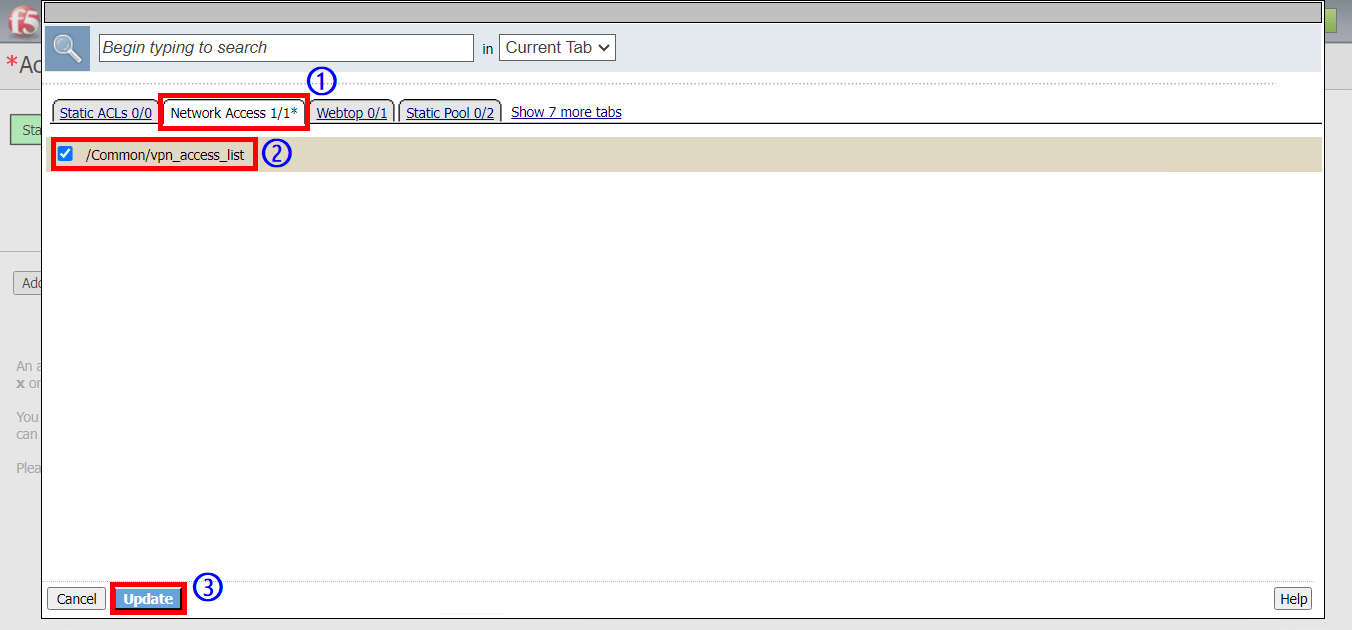 f5
*Ac
Begin typing to search
in
Current Tab
①
Static ACLs 0/0
Network Access 1/1*
Webtop 0/1
Static Pool 0/2
Show 7 more tabs
Sta
/Common/vpn_access_list
②
Add
An a
x or
You
can
Plea
③
Cancel
Update
Help